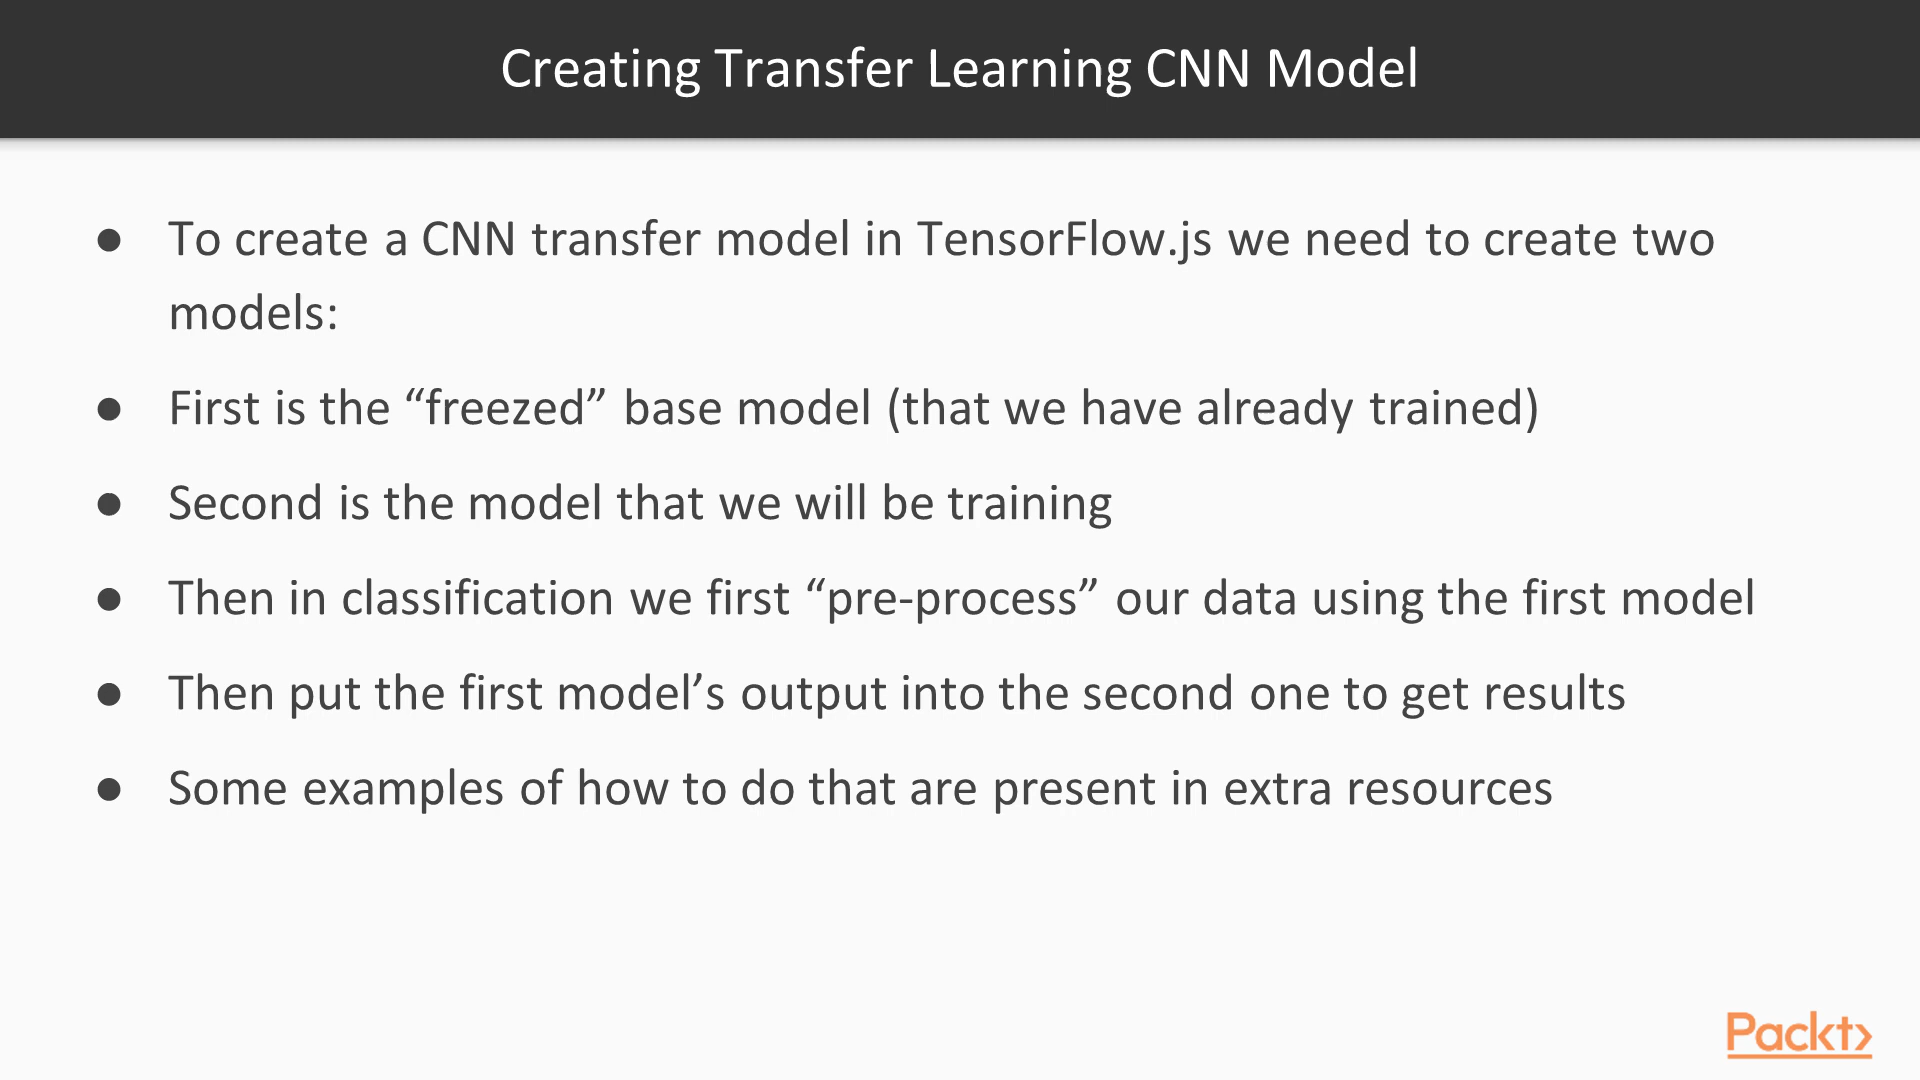 Creating Transfer Learning CNN Model
● To create a CNN transfer model in TensorFlow.js we need to create two
models:
● First is the “freezed” base model (that we have already trained)
● Second is the model that we will be training
● Then in classification we first “pre-process” our data using the first model
● Then put the first model’s output into the second one to get results
● Some examples of how to do that are present in extra resources
Packt>